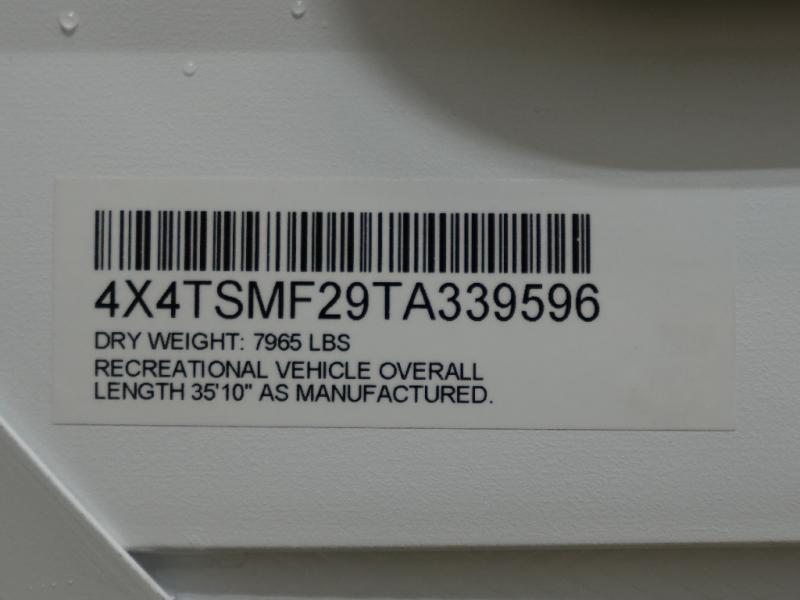 4X4TSMF29TA339596
DRY WEIGHT: 7965 LBS
RECREATIONAL VEHICLE OVERALL
LENGTH 35'10" AS MANUFACTURED.